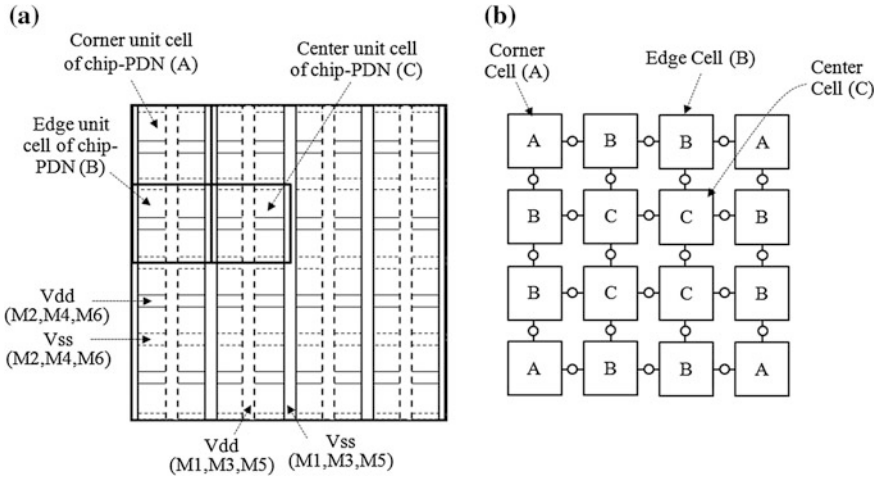 (a)
Corner unit cell
of chip-PDN (A)
Center unit cell
of chip-PDN (C)
Edge unit
cell of chip-
PDN (B)
Vdd
(M2,M4,M6)
Vss
(M2,M4,M6)
Vdd
(M1,M3,M5)
Vss
(M1,M3,M5)
(b)
Corner
Cell (A)
Edge Cell (B)
Center
Cell (C)
A B B A
B C C B
B C C B
A B B A